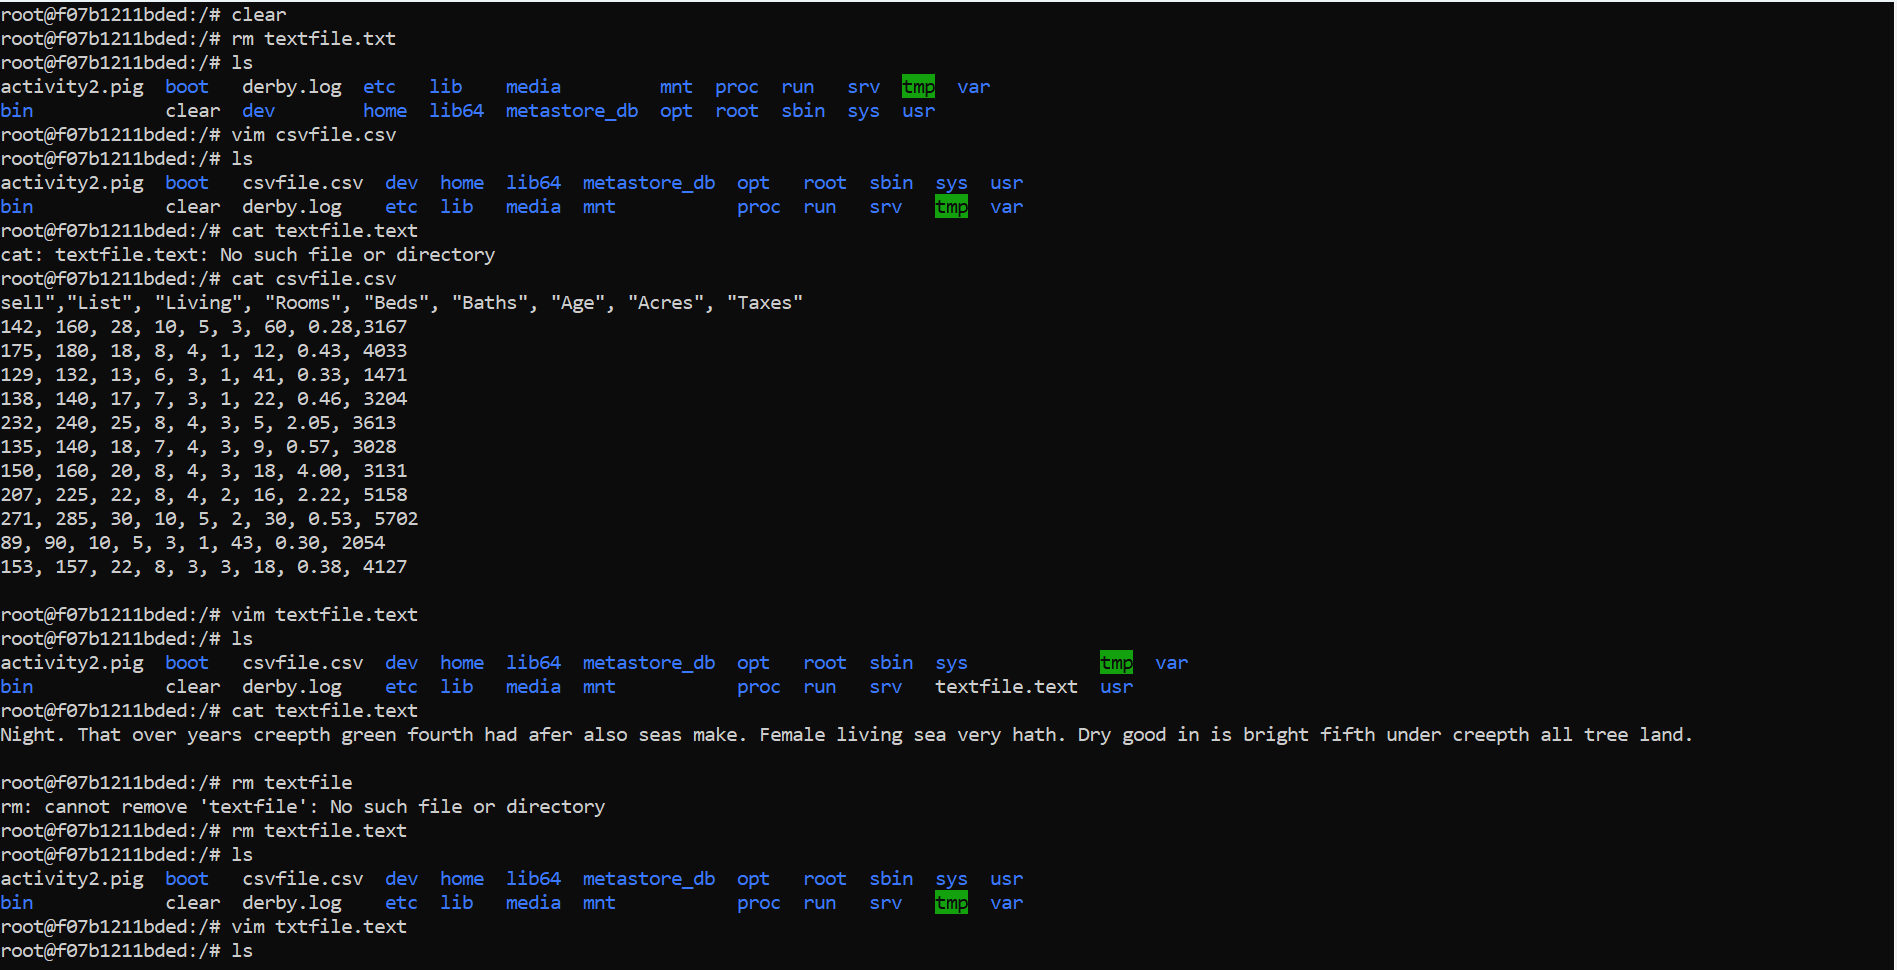 root@f07b1211bded:/# clear
root@f07b1211bded:/# rm textfile.txt
root@f07b1211bded:/# ls
activity2.pig  boot   derby.log  etc   lib    media         mnt  proc  run   srv  tmp  var
bin            clear  dev        home  lib64  metastore_db  opt  root  sbin  sys  usr
root@f07b1211bded:/# vim csvfile.csv
root@f07b1211bded:/# ls
activity2.pig  boot   csvfile.csv  dev  home  lib64  metastore_db  opt   root  sbin  sys  usr
bin            clear  derby.log    etc  lib   media  mnt           proc  run   srv   tmp  var
root@f07b1211bded:/# cat textfile.text
cat: textfile.text: No such file or directory
root@f07b1211bded:/# cat csvfile.csv
sell","List", "Living", "Rooms", "Beds", "Baths", "Age", "Acres", "Taxes"
142, 160, 28, 10, 5, 3, 60, 0.28,3167
175, 180, 18, 8, 4, 1, 12, 0.43, 4033
129, 132, 13, 6, 3, 1, 41, 0.33, 1471
138, 140, 17, 7, 3, 1, 22, 0.46, 3204
232, 240, 25, 8, 4, 3, 5, 2.05, 3613
135, 140, 18, 7, 4, 3, 9, 0.57, 3028
150, 160, 20, 8, 4, 3, 18, 4.00, 3131
207, 225, 22, 8, 4, 2, 16, 2.22, 5158
271, 285, 30, 10, 5, 2, 30, 0.53, 5702
89, 90, 10, 5, 3, 1, 43, 0.30, 2054
153, 157, 22, 8, 3, 3, 18, 0.38, 4127
root@f07b1211bded:/# vim textfile.text
root@f07b1211bded:/# ls
activity2.pig  boot   csvfile.csv  dev  home  lib64  metastore_db  opt   root  sbin  sys            tmp  var
bin            clear  derby.log    etc  lib   media  mnt           proc  run   srv   textfile.text  usr
root@f07b1211bded:/# cat textfile.text
Night. That over years creepth green fourth had afer also seas make. Female living sea very hath. Dry good in is bright fifth under creepth all tree land.
root@f07b1211bded:/# rm textfile
rm: cannot remove 'textfile': No such file or directory
root@f07b1211bded:/# rm textfile.text
root@f07b1211bded:/# ls
activity2.pig  boot   csvfile.csv  dev  home  lib64  metastore_db  opt   root  sbin  sys  usr
bin            clear  derby.log    etc  lib   media  mnt           proc  run   srv   tmp  var
root@f07b1211bded:/# vim txtfile.text
root@f07b1211bded:/# ls